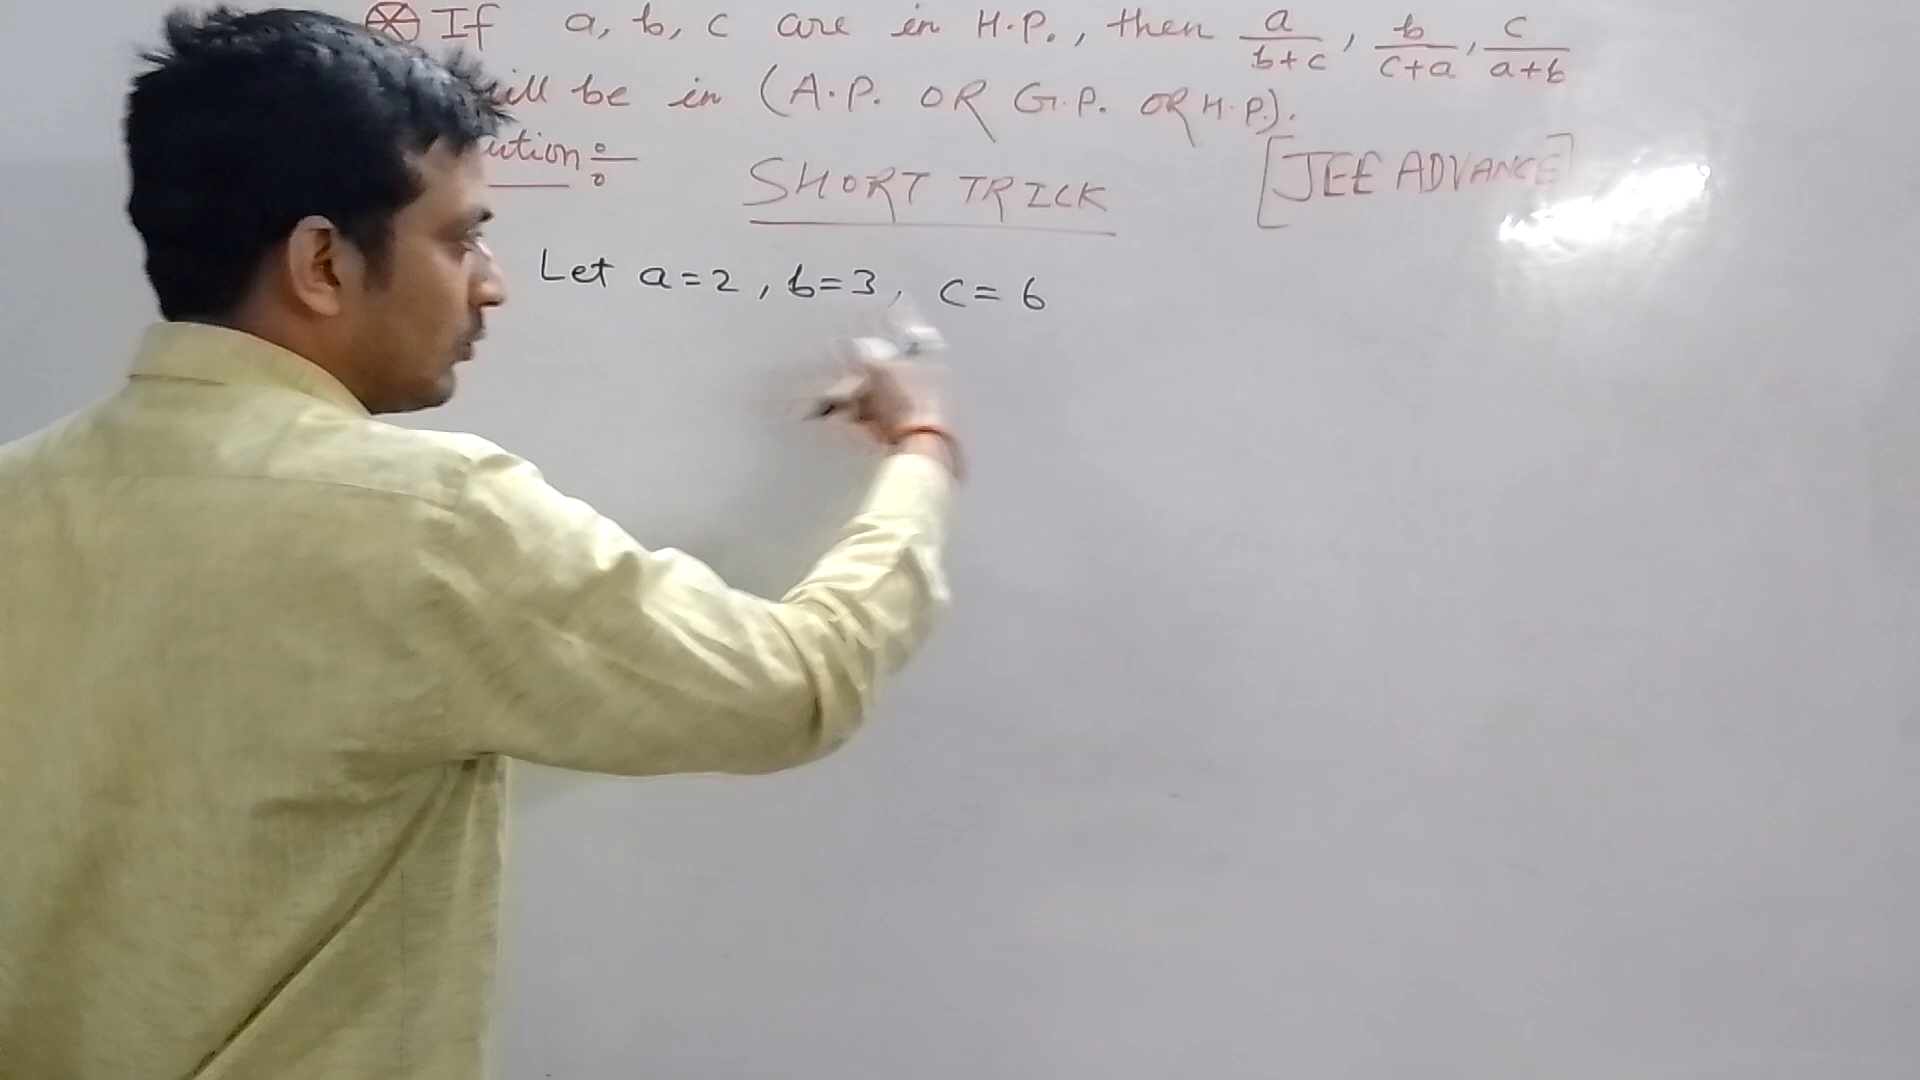 If a, b, c are in H.P., then a/(b+c), b/(c+a), c/(a+b)
be in (A.P. OR G.P. OR H.P.).
SHORT TRICK [JEE ADVANCE]
Let a=2, b=3, c=6